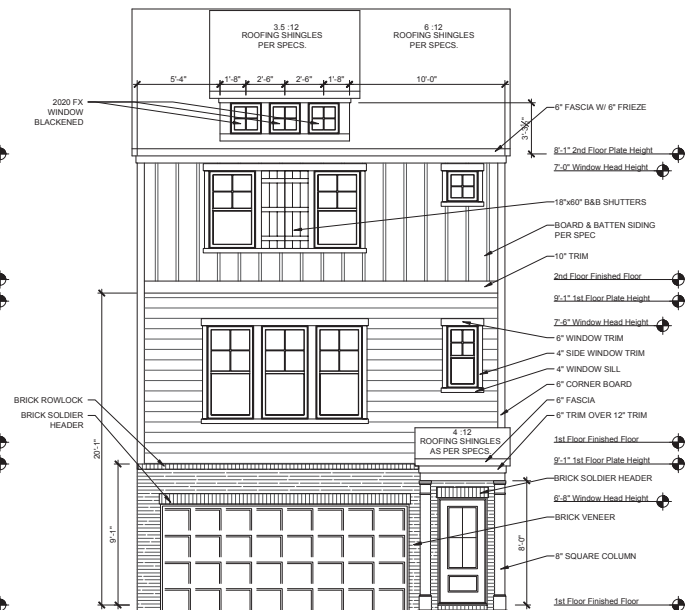 3.5 :12
ROOFING SHINGLES
PER SPECS.
6 :12
ROOFING SHINGLES
PER SPECS.
5'-4"
1'-8"
2'-6"
2'-6"
1'-8"
10'-0"
2020 FX
WINDOW
BLACKENED
6" FASCIA W/ 6" FRIEZE
8'-1" 2nd Floor Plate Height
7'-0" Window Head Height
18"x60" B&B SHUTTERS
BOARD & BATTEN SIDING
PER SPEC
10" TRIM
2nd Floor Finished Floor
9'-1" 1st Floor Plate Height
7'-6" Window Head Height
6" WINDOW TRIM
4" SIDE WINDOW TRIM
4" WINDOW SILL
6" CORNER BOARD
6" FASCIA
6" TRIM OVER 12" TRIM
BRICK ROWLOCK
BRICK SOLDIER
HEADER
4 :12
ROOFING SHINGLES
AS PER SPECS.
1st Floor Finished Floor
9'-1" 1st Floor Plate Height
BRICK SOLDIER HEADER
6'-8" Window Head Height
BRICK VENEER
8" SQUARE COLUMN
1st Floor Finished Floor
20'-1"
9'-1"
8'-0"